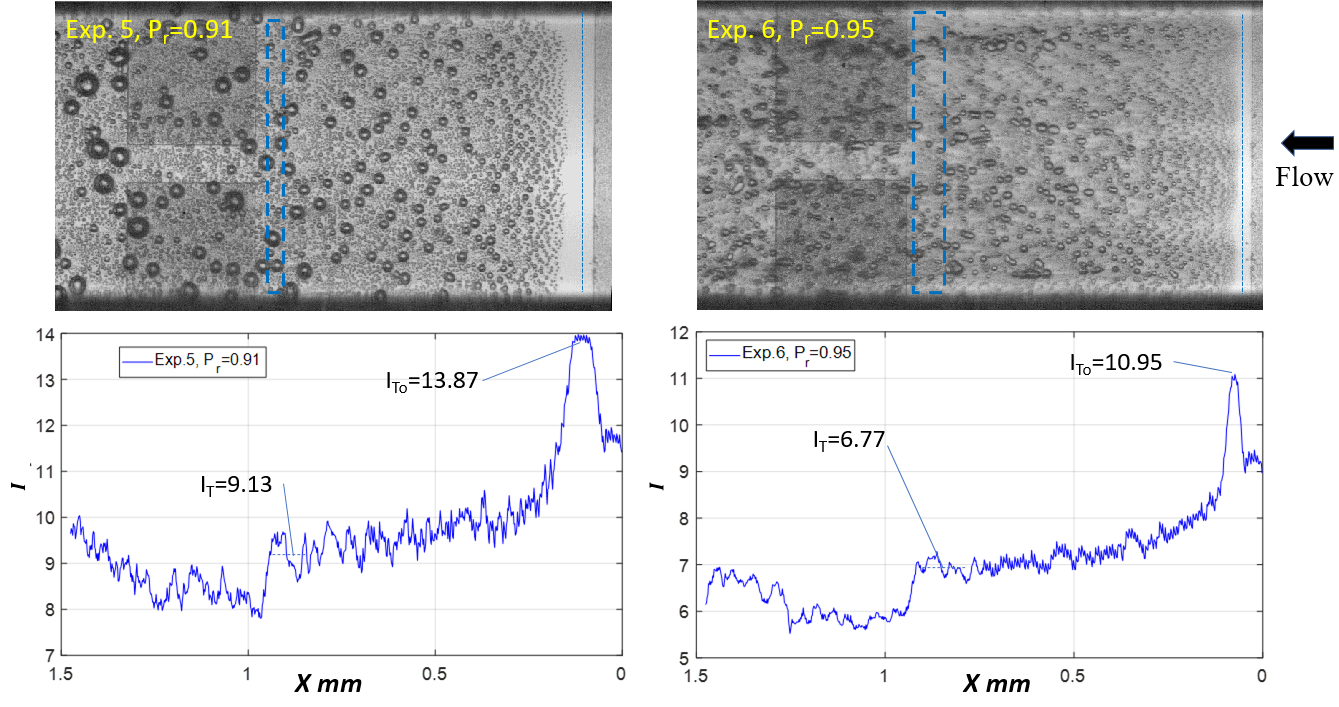 Exp. 5, Pr=0.91
Exp. 6, Pr=0.95
Flow
14
13
12
11
10
9
8
7
I
Exp.5, Pr=0.91
ITo=13.87
IT=9.13
1.5
1
0.5
0
X mm
12
11
10
9
8
7
6
5
I
Exp.6, Pr=0.95
ITo=10.95
IT=6.77
1.5
1
0.5
0
X mm